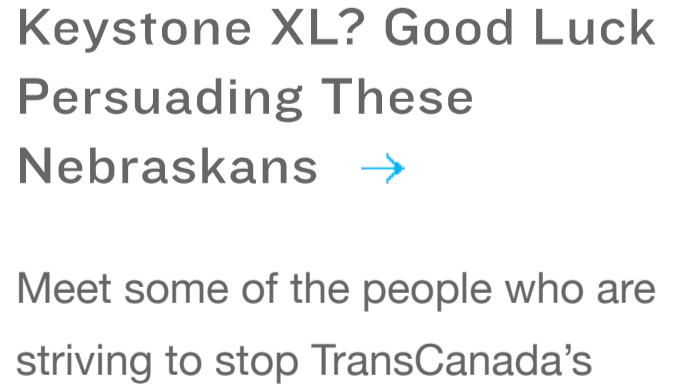 Keystone XL? Good Luck
Persuading These
Nebraskans →
Meet some of the people who are
striving to stop TransCanada’s